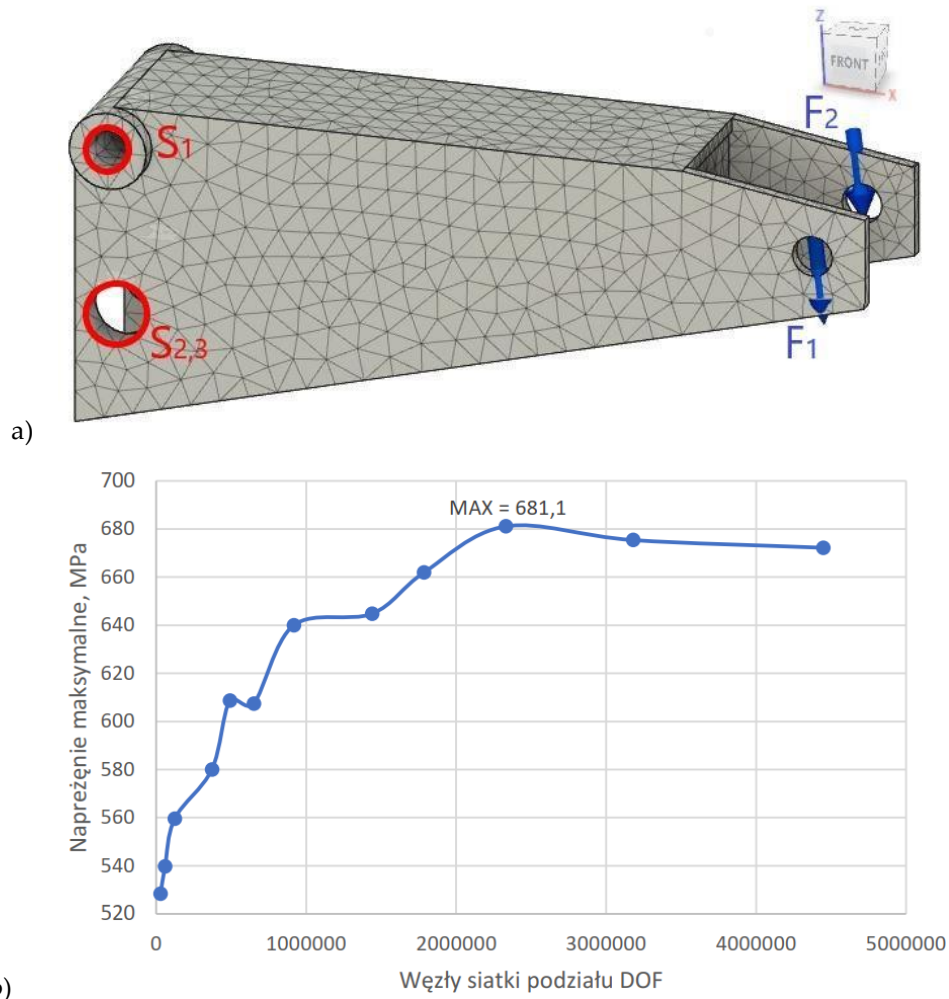 Z
FRONT
X
F2
S1
S2,3
F1
a)
700
MAX = 681,1
680
660
640
620
600
580
560
540
520
Naprężęnie maksymalne, MPa
0 1000000 2000000 3000000 4000000 5000000
Węzły siatki podziału DOF